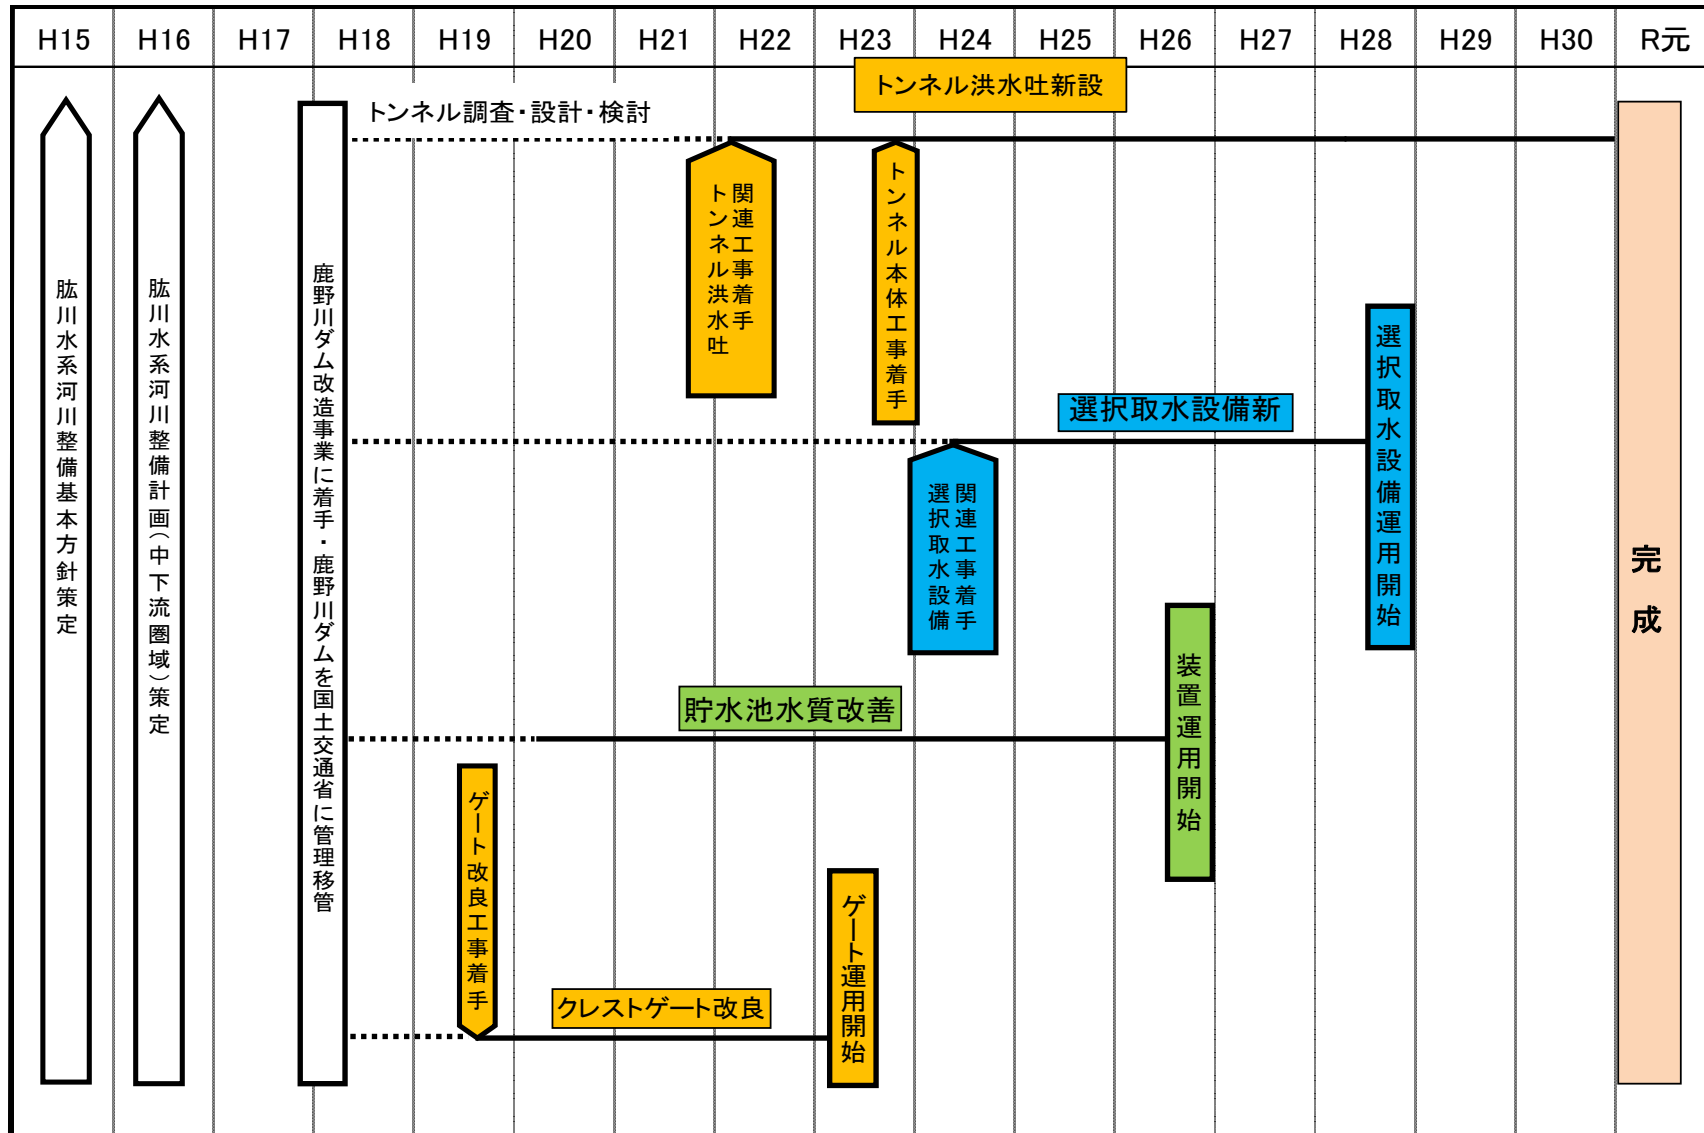 H15 H16 H17 H18 H19 H20 H21 H22 H23 H24 H25 H26 H27 H28 H29 H30 R元
トンネル洪水吐新設
トンネル調査・設計・検討
肱川水系河川整備基本方針策定
肱川水系河川整備計画(中下流圏域)策定
鹿野川ダム改造事業に着手・鹿野川ダムを国土交通省に管理移管
関連工事着手
トンネル洪水吐
トンネル本体工事着手
選択取水設備新
関連工事着手
選択取水設備
選択取水設備運用開始
貯水池水質改善
装置運用開始
ゲート改良工事着手
クレストゲート改良
ゲート運用開始
完成